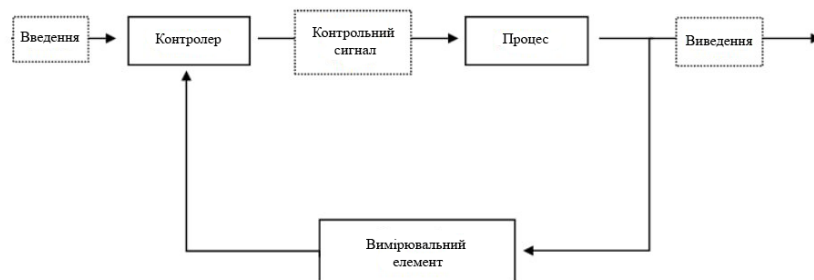 Введення
Контролер
Контрольний
сигнал
Процес
Виведення
Вимірювальний
елемент